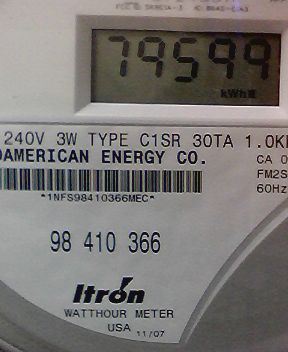 79599
kWh
240V 3W TYPE C1SR 30TA 1.0K
AMERICAN ENERGY CO.
CA 0
FM2S
60Hz
*1NFS98410366MEC*
98 410 366
Itron
WATTHOUR METER
USA 11/07